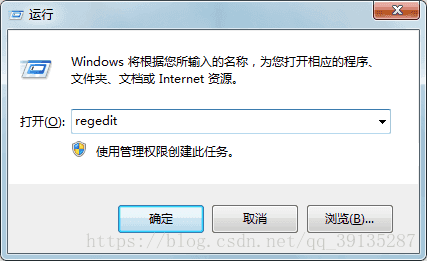 运行
Windows 将根据您所输入的名称，为您打开相应的程序、
文件夹、文档或 Internet 资源。
打开(O): regedit
使用管理权限创建此任务。
确定 取消 浏览(B)...
https://blog.csdn.net/qq_39135287